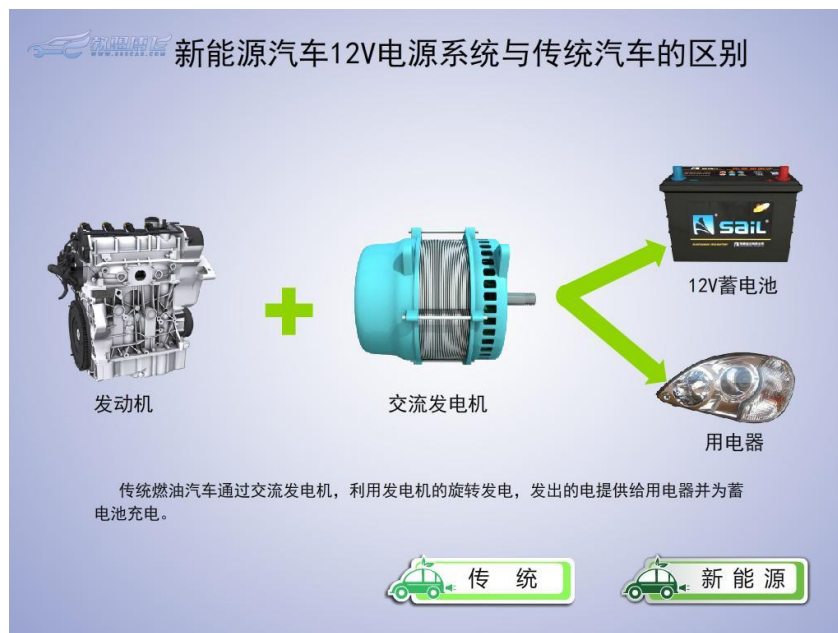 新能源汽车12V电源系统与传统汽车的区别
sail
12V蓄电池
发动机
交流发电机
用电器
传统燃油汽车通过交流发电机，利用发电机的旋转发电，发出的电提供给用电器并为蓄
电池充电。
传 统
新 能 源